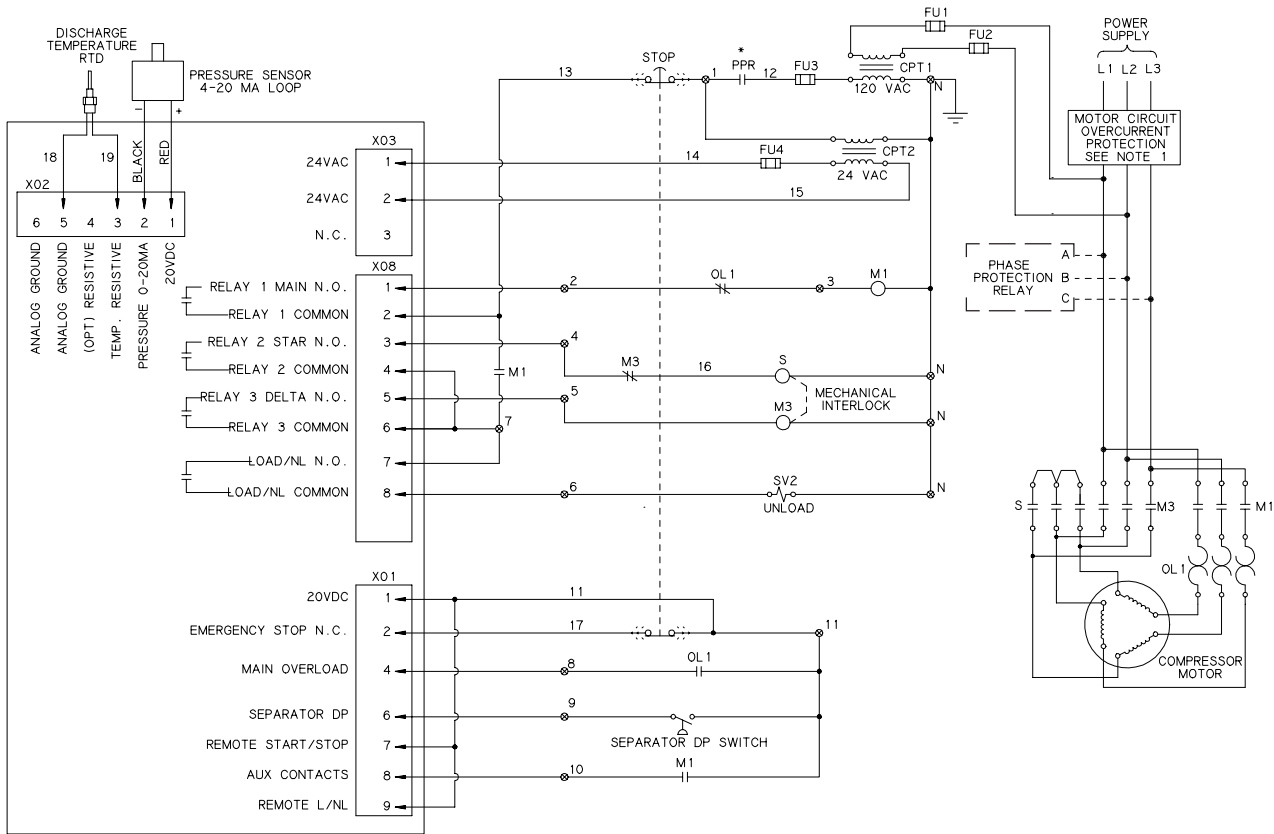 DISCHARGE
TEMPERATURE
RTD
PRESSURE SENSOR
4-20 MA LOOP
-
+
18
19
BLACK
RED
X02
6 5 4 3 2 1
ANALOG GROUND
ANALOG GROUND
(OPT) RESISTIVE
TEMP. RESISTIVE
PRESSURE 0-20MA
20VDC
STOP
13
1
*
PPR
12
FU3
FU1
FU2
CPT1
120 VAC
N
X03
24VAC 1
14
FU4
CPT2
24 VAC
24VAC 2
15
N.C. 3
X08
RELAY 1 MAIN N.O. 1
2
OL1
3
M1
RELAY 1 COMMON 2
RELAY 2 STAR N.O. 3
4
RELAY 2 COMMON 4
M1
M3
16
S
N
RELAY 3 DELTA N.O. 5
5
MECHANICAL
INTERLOCK
M3
N
RELAY 3 COMMON 6
7
LOAD/NL N.O. 7
LOAD/NL COMMON 8
6
SV2
UNLOAD
N
X01
20VDC 1
11
EMERGENCY STOP N.C. 2
17
11
MAIN OVERLOAD 4
8
OL1
SEPARATOR DP 6
9
SEPARATOR DP SWITCH
REMOTE START/STOP 7
AUX CONTACTS 8
10
M1
REMOTE L/NL 9
POWER
SUPPLY
L1 L2 L3
MOTOR CIRCUIT
OVERCURRENT
PROTECTION
SEE NOTE 1
PHASE
PROTECTION
RELAY
A
B
C
S
M3
M1
OL1
COMPRESSOR
MOTOR